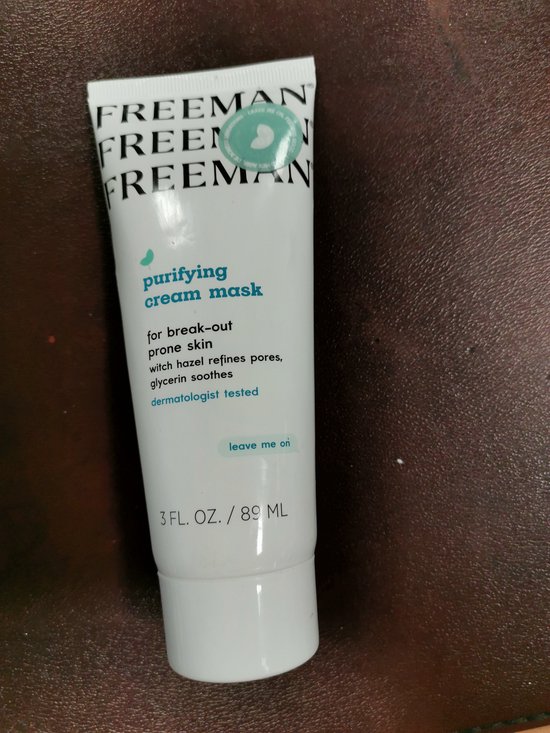 FREEMAN®
FREEMAN
FREEMAN
purifying
cream mask
for break-out
prone skin
witch hazel refines pores,
glycerin soothes
dermatologist tested
leave me on
3 FL. OZ. / 89 ML